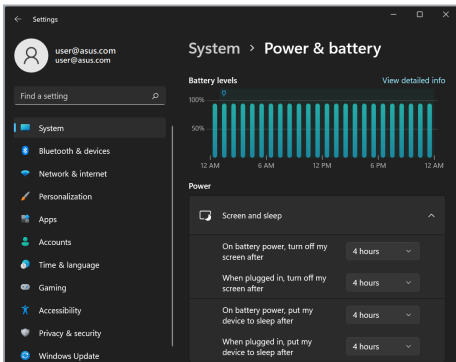 Settings
user@asus.com
user@asus.com
Find a setting
System
Bluetooth & devices
Network & internet
Personalization
Apps
Accounts
Time & language
Gaming
Accessibility
Privacy & security
Windows Update
System > Power & battery
Battery levels
View detailed info
100%
50%
12 AM 6 AM 12 PM 6 PM 12 AM
Power
Screen and sleep
On battery power, turn off my
screen after
4 hours
When plugged in, turn off my
screen after
4 hours
On battery power, put my
device to sleep after
4 hours
When plugged in, put my
device to sleep after
4 hours